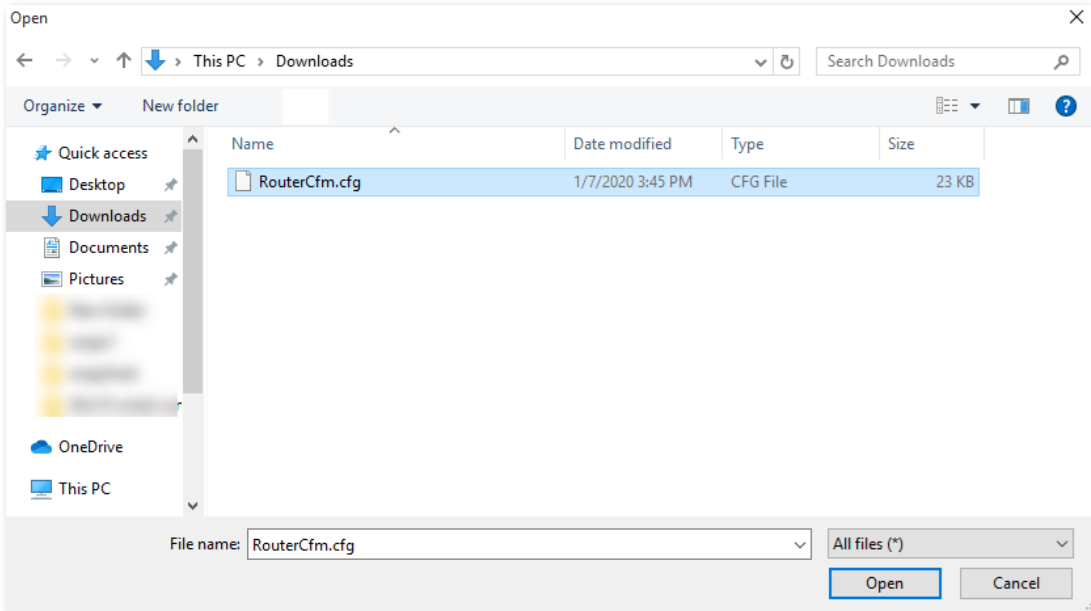 Open
This PC > Downloads
Search Downloads
Organize
New folder
?
Name
Date modified
Type
Size
Quick access
Desktop
Downloads
Documents
Pictures
OneDrive
This PC
RouterCfm.cfg
1/7/2020 3:45 PM
CFG File
23 KB
File name:
RouterCfm.cfg
All files (*)
Open
Cancel